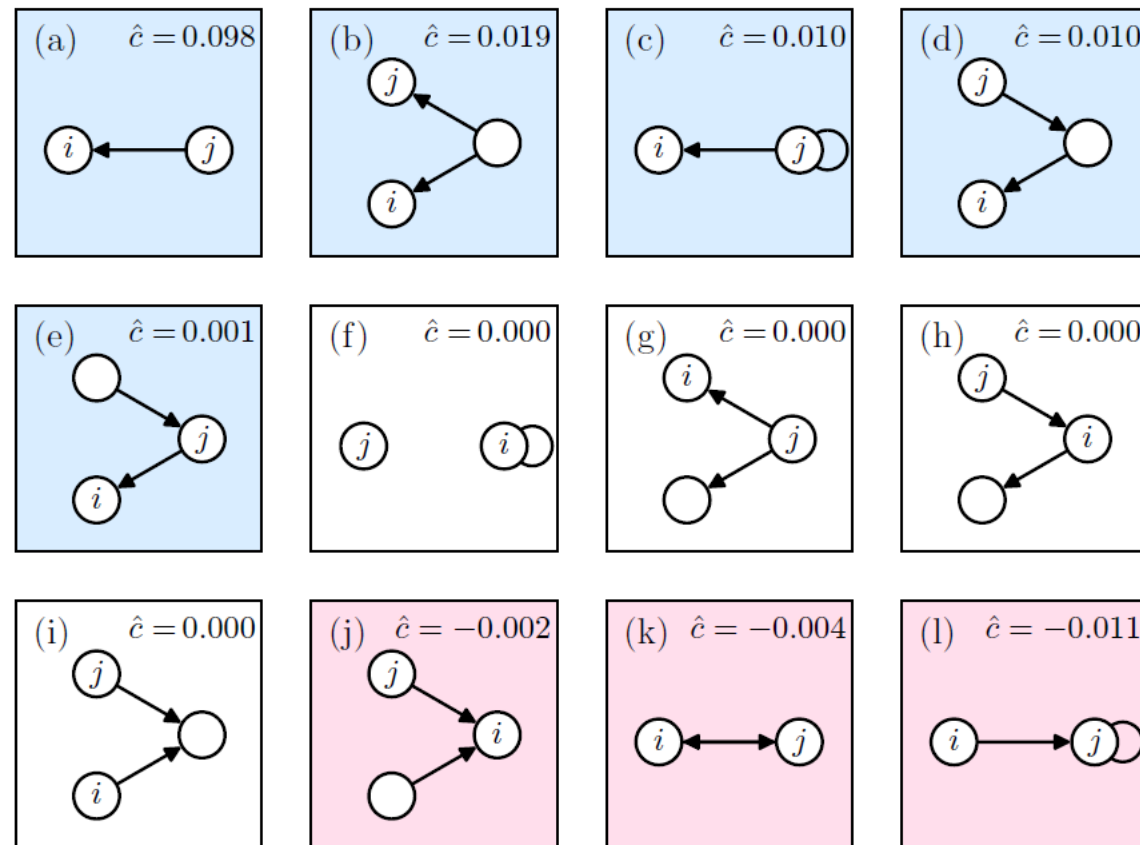 (a) ĉ = 0.098
i j
(b) ĉ = 0.019
j
i
(c) ĉ = 0.010
i j
(d) ĉ = 0.010
j
i
(e) ĉ = 0.001
j
i
(f) ĉ = 0.000
j i
(g) ĉ = 0.000
i
j
(h) ĉ = 0.000
j
i
(i) ĉ = 0.000
j
i
(j) ĉ = −0.002
j
i
(k) ĉ = −0.004
i j
(l) ĉ = −0.011
i j